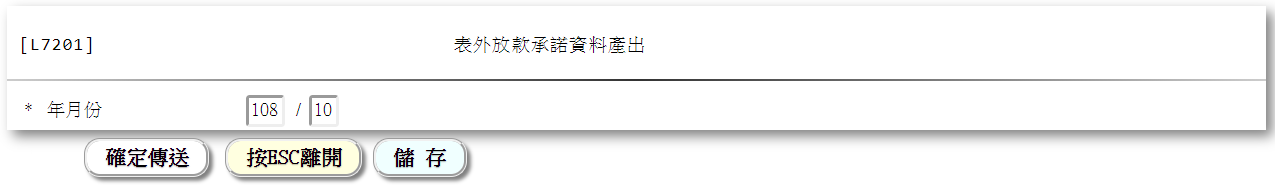 [L7201] 表外放款承諾資料產出
* 年月份 108 / 10
確定傳送 按ESC離開 儲 存